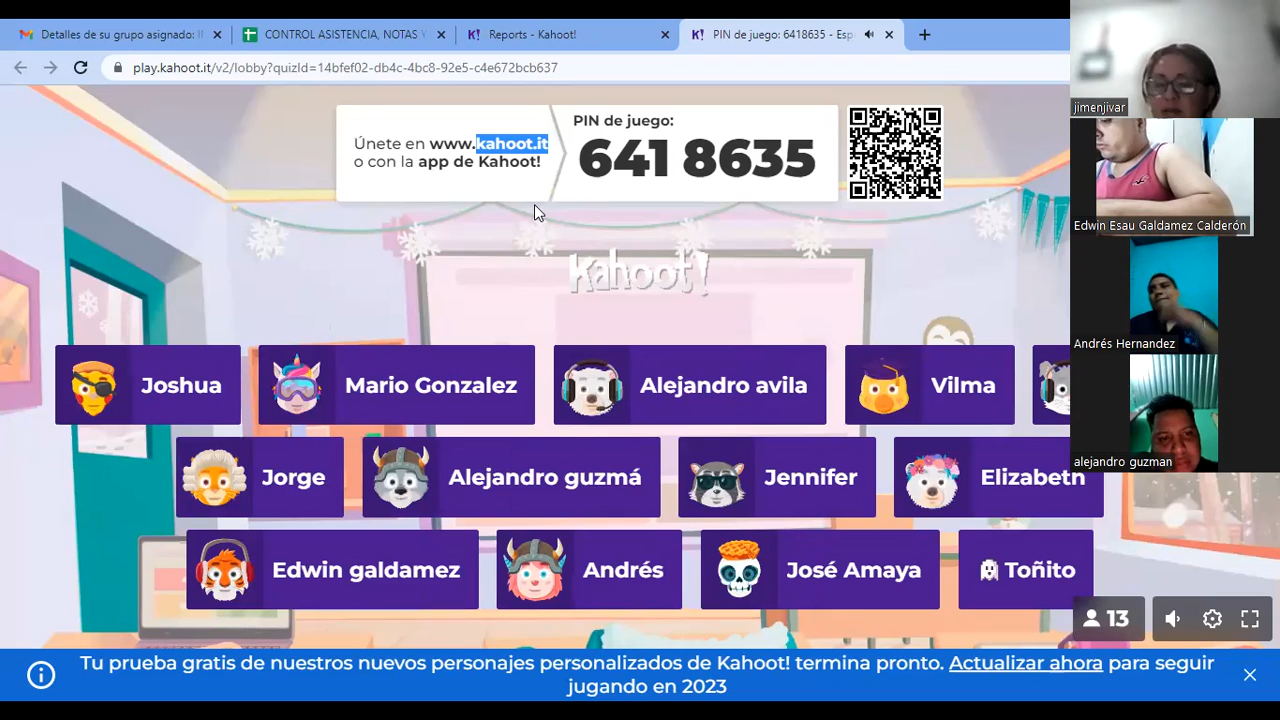 Detalles de su grupo asignado: I
CONTROL ASISTENCIA, NOTAS Y
Reports - Kahoot!
PIN de juego: 6418635 - Esp
play.kahoot.it/v2/lobby?quizId=14bfef02-db4c-4bc8-92e5-c4e672bcb637
Únete en www.kahoot.it
o con la app de Kahoot!
PIN de juego:
641 8635
Kahoot!
Joshua
Mario Gonzalez
Alejandro avila
Vilma
Jorge
Alejandro guzmá
Jennifer
Elizabeth
Edwin galdamez
Andrés
José Amaya
Toñito
13
Tu prueba gratis de nuestros nuevos personajes personalizados de Kahoot! termina pronto. Actualizar ahora para seguir
jugando en 2023
jimenjivar
Edwin Esau Galdamez Calderón
Andrés Hernandez
alejandro guzman